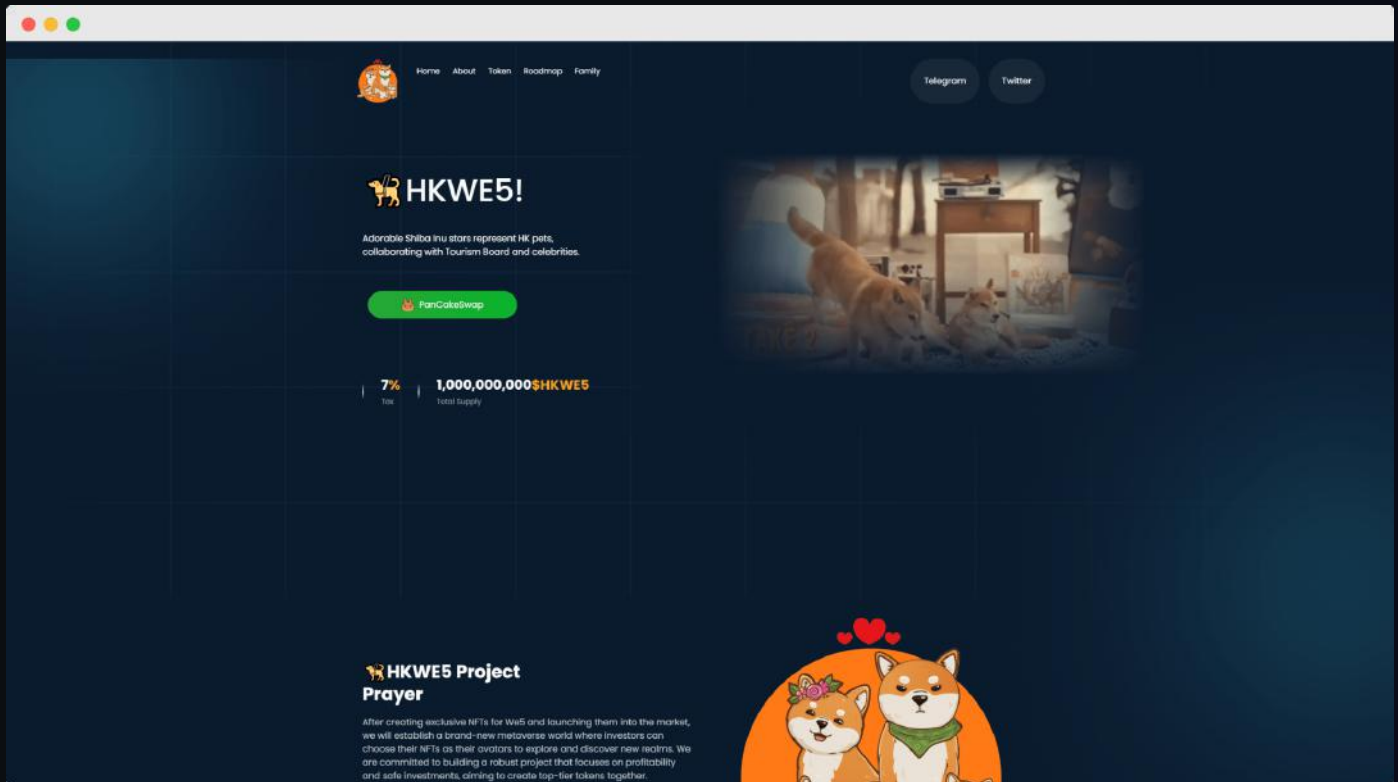 Home About Token Roadmap Family
Telegram Twitter
HKWE5!
Adorable Shiba Inu stars represent HK pets,
collaborating with Tourism Board and celebrities.
PanCakeSwap
7% 1,000,000,000$HKWE5
Tax Total Supply
TAKE 2
HKWE5 Project
Prayer
After creating exclusive NFTs for We5 and launching them into the market,
we will establish a brand-new metaverse world where investors can
choose their NFTs as their avatars to explore and discover new realms. We
are committed to building a robust project that focuses on profitability
and safe investments, aiming to create top-tier tokens together.